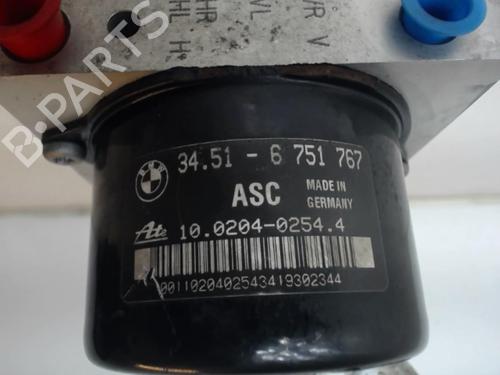 HR
VL
VR V
HL H
B-PARTS
34.51 - 6 751 767
ASC
MADE IN
GERMANY
Ate 10.0204-0254.4
0011020402543419302344